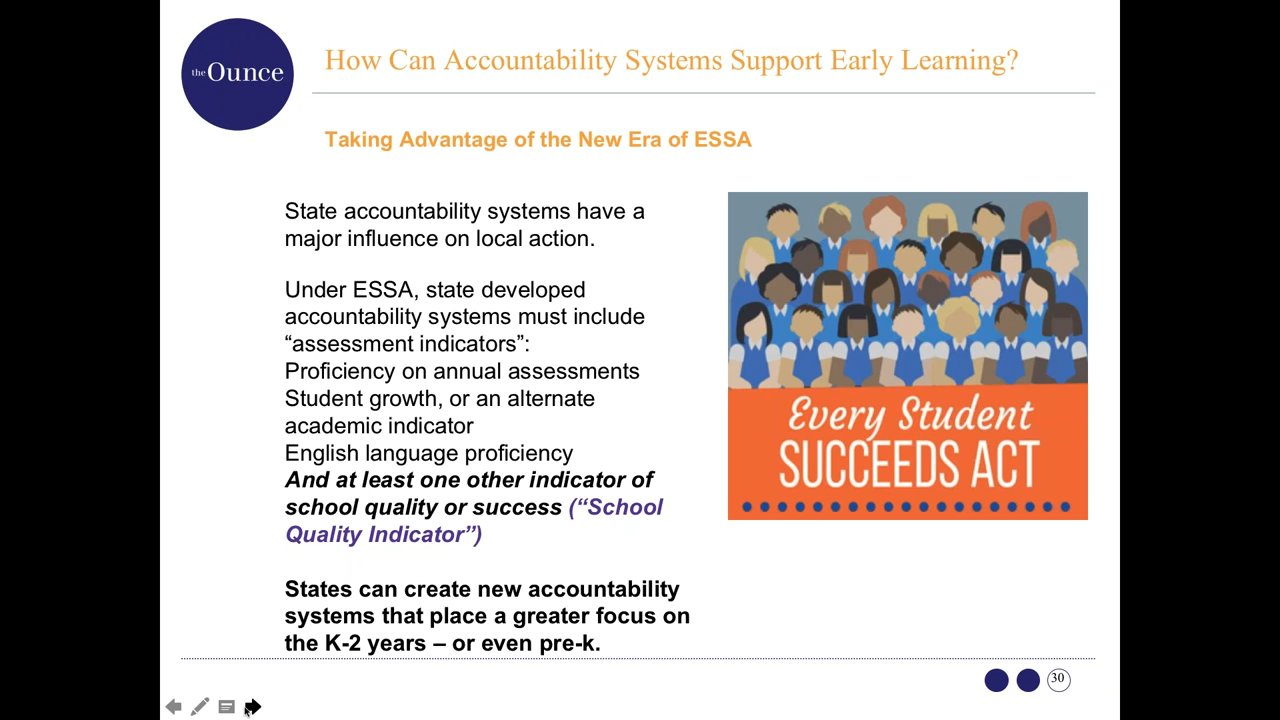 the Ounce
How Can Accountability Systems Support Early Learning?
Taking Advantage of the New Era of ESSA
State accountability systems have a
major influence on local action.
Under ESSA, state developed
accountability systems must include
“assessment indicators”:
Proficiency on annual assessments
Student growth, or an alternate
academic indicator
English language proficiency
And at least one other indicator of
school quality or success (“School
Quality Indicator”)
States can create new accountability
systems that place a greater focus on
the K-2 years – or even pre-k.
Every Student
SUCCEEDS ACT
30